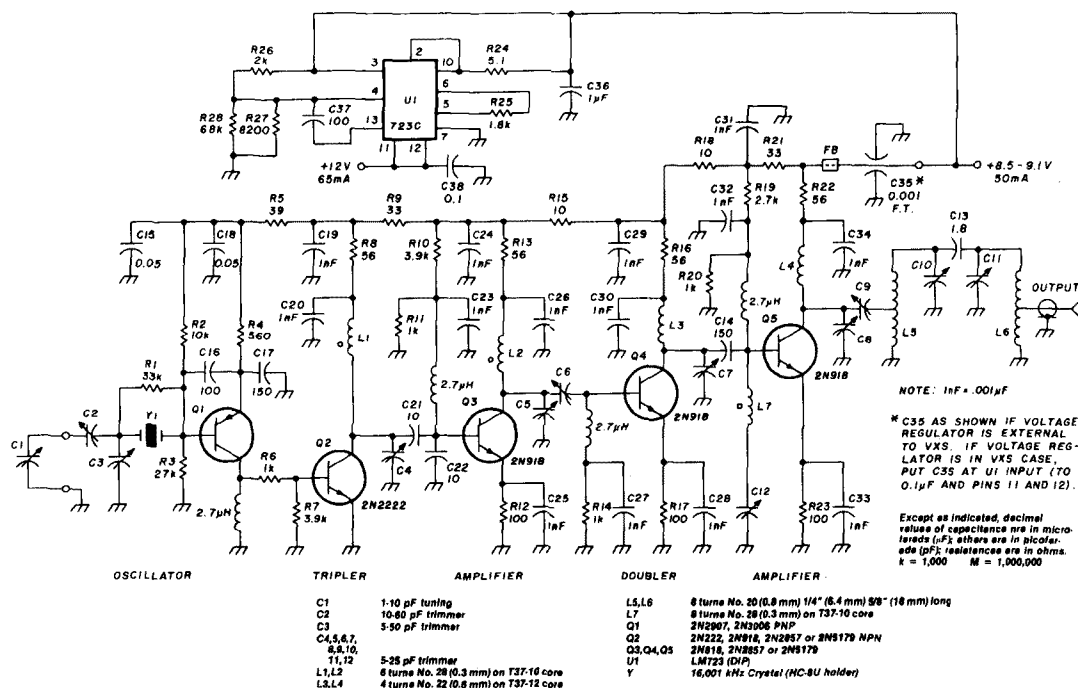 R26
2k
2
3
10
R24
5.1
4
6
U1
5
R25
1.8k
13
723C
7
11
12
C37
100
R28
68k
R27
8200
C36
1µF
+12V
65mA
C38
0.1
C31
1nF
R18
10
R21
33
FB
C35*
0.001
F.T.
+8.5-9.1V
50mA
C32
1nF
R19
2.7k
R22
56
R5
39
R9
33
R15
10
C15
0.05
C18
0.05
C19
1nF
R8
56
R10
3.9k
C24
1nF
R13
56
C29
1nF
R16
56
C34
1nF
C13
1.8
C10
C11
R20
1k
L4
C20
1nF
R11
1k
C23
1nF
C26
1nF
C30
1nF
L3
2.7µH
C14
150
Q5
C9
OUTPUT
L5
L6
R2
10k
R4
560
L1
L2
C8
R1
33k
C16
100
C17
150
2.7µH
C6
Q4
C7
2N918
C2
Y1
Q1
C21
10
Q3
C5
2N918
L7
C1
C3
Q2
2.7µH
R3
27k
R6
1k
C4
C22
10
2N918
2N2222
2.7µH
R7
3.9k
R12
100
C25
1nF
R14
1k
C27
1nF
R17
100
C28
1nF
C12
R23
100
C33
1nF
NOTE: 1nF = .001µF
* C35 AS SHOWN IF VOLTAGE
REGULATOR IS EXTERNAL
TO VXS. IF VOLTAGE REG-
LATOR IS IN VXS CASE,
PUT C35 AT U1 INPUT (TO
0.1µF AND PINS 11 AND 12).
Except as indicated, decimal
values of capacitance are in micro-
farads (µF); others are in picofar-
ads (pF); resistances are in ohms.
k = 1,000 M = 1,000,000
OSCILLATOR
TRIPLER
AMPLIFIER
DOUBLER
AMPLIFIER
C1 1-10 pF tuning
C2 10-60 pF trimmer
C3 5-50 pF trimmer
C4,5,6,7,
8,9,10,
11,12 5-25 pF trimmer
L1,L2 6 turns No. 28 (0.3 mm) on T37-10 core
L3,L4 4 turns No. 22 (0.6 mm) on T37-12 core
L5,L6 8 turns No. 20 (0.8 mm) 1/4" (6.4 mm) 5/8" (16 mm) long
L7 8 turns No. 28 (0.3 mm) on T37-10 core
Q1 2N2907, 2N3006 PNP
Q2 2N222, 2N918, 2N2857 or 2N5179 NPN
Q3,Q4,Q5 2N918, 2N2857 or 2N5179
U1 LM723 (DIP)
Y 16,001 kHz Crystal (HC-6U holder)